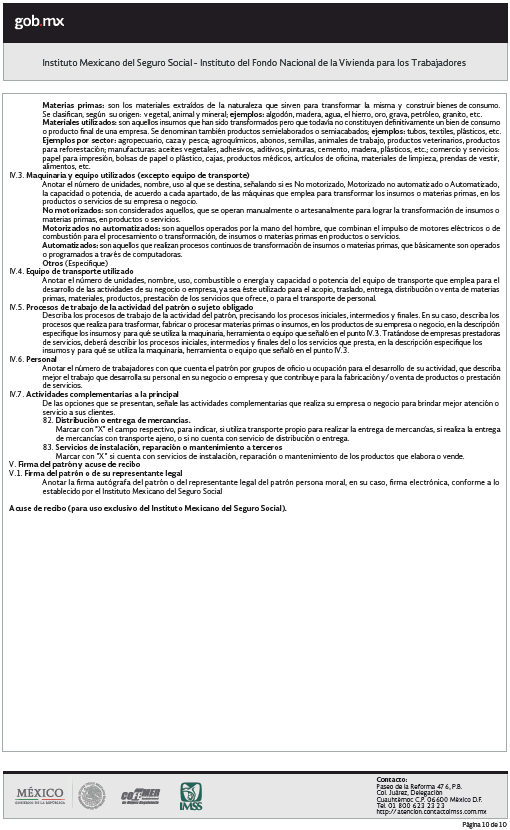 gob.mx
Instituto Mexicano del Seguro Social - Instituto del Fondo Nacional de la Vivienda para los Trabajadores
Materias primas: son los materiales extraídos de la naturaleza que sirven para transformar la misma y construir bienes de consumo.
Se clasifican, según su origen: vegetal, animal y mineral; ejemplos: algodón, madera, agua, el hierro, oro, grava, petróleo, granito, etc.
Materiales utilizados: son aquellos insumos que han sido transformados pero que todavía no constituyen definitivamente un bien de consumo
o producto final de una empresa. Se denominan también productos semielaborados o semiacabados; ejemplos: tubos, textiles, plásticos, etc.
Ejemplos por sector: agropecuario, caza y pesca; agroquímicos, abonos, semillas, animales de trabajo, productos veterinarios, productos
para reforestación; manufacturas: aceites vegetales, adhesivos, aditivos, pinturas, cemento, madera, plásticos, etc.; comercio y servicios:
papel para impresión, bolsas de papel o plástico, cajas, productos médicos, artículos de oficina, materiales de limpieza, prendas de vestir,
alimentos, etc.
IV.3. Maquinaria y equipo utilizados (excepto equipo de transporte)
Anotar el número de unidades, nombre, uso al que se destina, señalando si es No motorizado, Motorizado no automatizado o Automatizado,
la capacidad o potencia, de acuerdo a cada apartado, de las máquinas que emplea para transformar los insumos o materias primas, en los
productos o servicios de su empresa o negocio.
No motorizados: son considerados aquellos, que se operan manualmente o artesanalmente para lograr la transformación de insumos o
materias primas, en productos o servicios.
Motorizados no automatizados: son aquellos operados por la mano del hombre, que combinan el impulso de motores eléctricos o de
combustión para el procesamiento o transformación, de insumos o materias primas en productos o servicios.
Automatizados: son aquellos que realizan procesos continuos de transformación de insumos o materias primas, que básicamente son operados
o programados a través de computadoras.
Otros (Especifique)
IV.4. Equipo de transporte utilizado
Anotar el número de unidades, nombre, uso, combustible o energía y capacidad o potencia del equipo de transporte que emplea para el
desarrollo de las actividades de su negocio o empresa, ya sea éste utilizado para el acopio, traslado, entrega, distribución o venta de materias
primas, materiales, productos, prestación de los servicios que ofrece, o para el transporte de personal.
IV.5. Procesos de trabajo de la actividad del patrón o sujeto obligado
Describa los procesos de trabajo de la actividad del patrón, precisando los procesos iniciales, intermedios y finales. En su caso, describa los
procesos que realiza para trasformar, fabricar o procesar materias primas o insumos, en los productos de su empresa o negocio, en la descripción
especifique los insumos y para qué se utiliza la maquinaria, herramienta o equipo que señaló en el punto IV.3. Tratándose de empresas prestadoras
de servicios, deberá describir los procesos iniciales, intermedios y finales del o los servicios que presta, en la descripción especifique los
insumos y para qué se utiliza la maquinaria, herramienta o equipo que señaló en el punto IV.3.
IV.6. Personal
Anotar el número de trabajadores con que cuenta el patrón por grupos de oficio u ocupación para el desarrollo de su actividad, que describa
mejor el trabajo que desarrolla su personal en su negocio o empresa y que contribuye para la fabricación y/o venta de productos o prestación
de servicios.
IV.7. Actividades complementarias a la principal
De las opciones que se presentan, señale las actividades complementarias que realiza su empresa o negocio para brindar mejor atención o
servicio a sus clientes.
82. Distribución o entrega de mercancías.
Marcar con "X" el campo respectivo, para indicar, si utiliza transporte propio para realizar la entrega de mercancías, si realiza la entrega
de mercancías con transporte ajeno, o si no cuenta con servicio de distribución o entrega.
83. Servicios de instalación, reparación o mantenimiento a terceros
Marcar con "X" si cuenta con servicios de instalación, reparación o mantenimiento de los productos que elabora o vende.
V. Firma del patrón y acuse de recibo
V.1. Firma del patrón o de su representante legal
Anotar la firma autógrafa del patrón o del representante legal del patrón persona moral, en su caso, firma electrónica, conforme a lo
establecido por el Instituto Mexicano del Seguro Social
Acuse de recibo (para uso exclusivo del Instituto Mexicano del Seguro Social).
MÉXICO
GOBIERNO DE LA REPÚBLICA
COFEMER
IMSS
Contacto:
Paseo de la Reforma 476, P.B.
Col. Juárez, Delegación
Cuauhtémoc C.P. 06600 México D.F.
Tel. 01 800 623 23 23
http://atencion.contactoimss.com.mx
Página 10 de 10